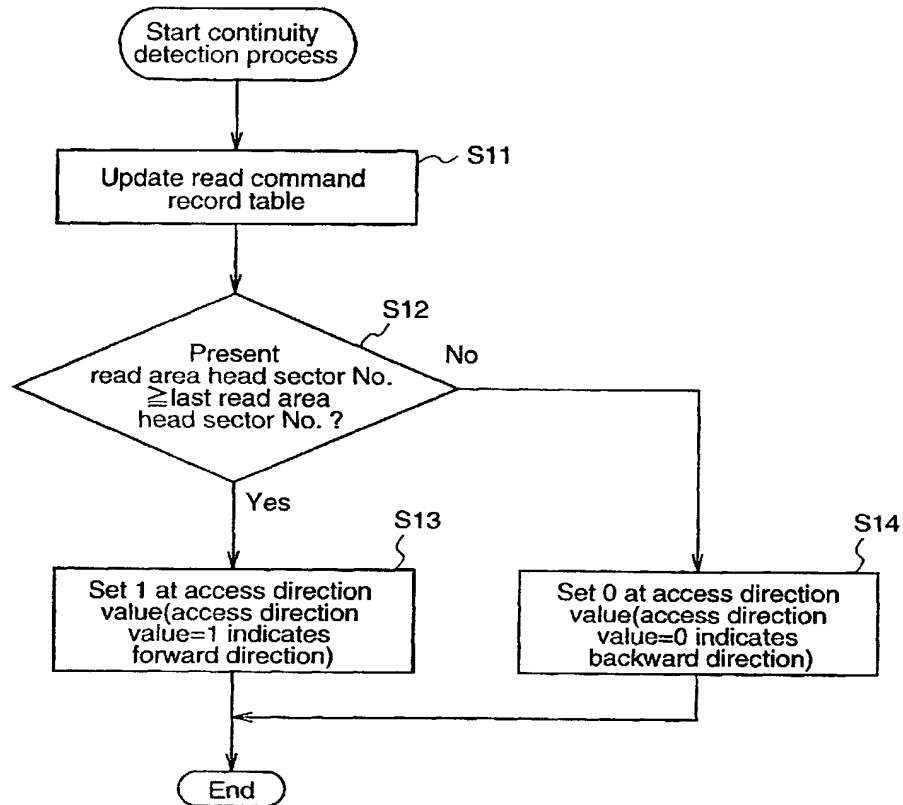 Start continuity
detection process
S11
Update read command
record table
S12
Present
read area head sector No.
≧last read area
head sector No. ?
No
Yes
S13
Set 1 at access direction
value(access direction
value=1 indicates
forward direction)
S14
Set 0 at access direction
value(access direction
value=0 indicates
backward direction)
End